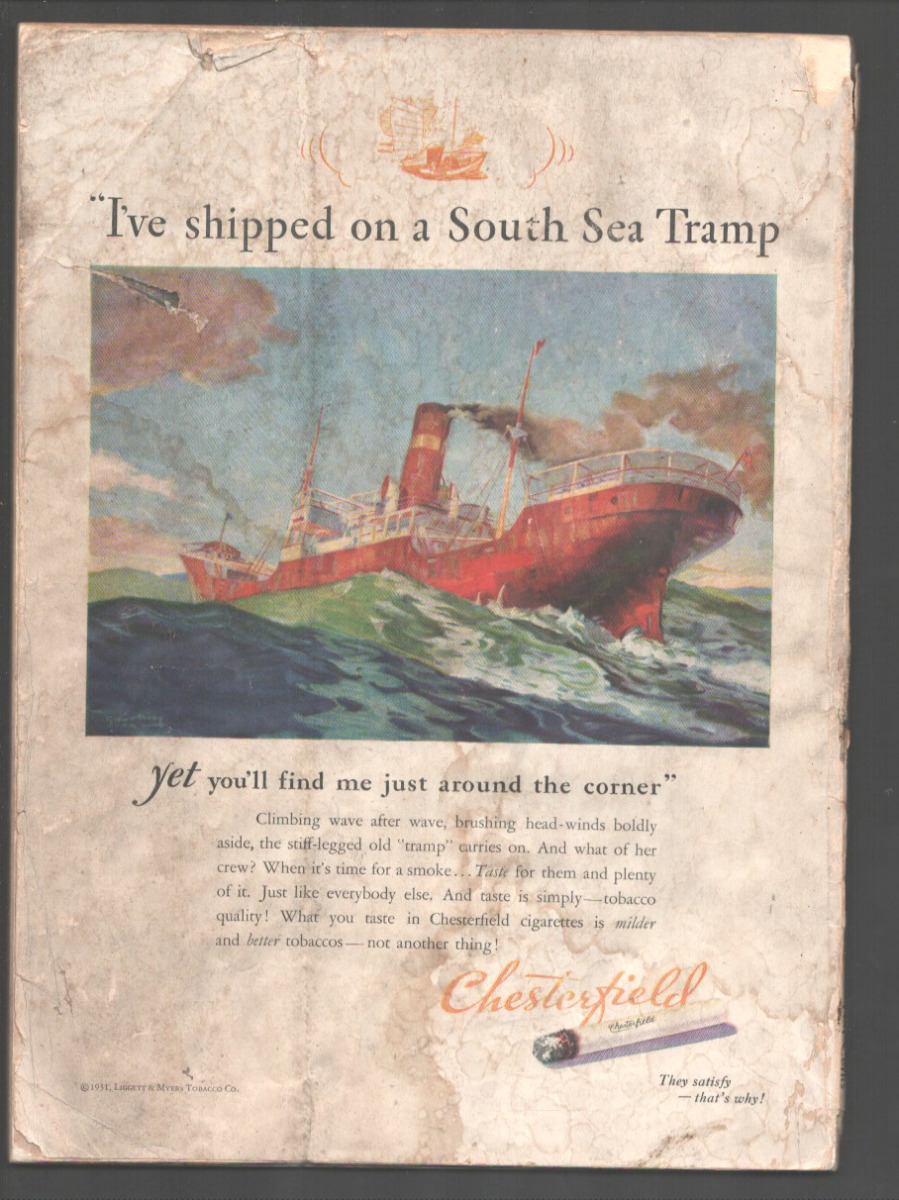 "I've shipped on a South Sea Tramp
yet you'll find me just around the corner"
Climbing wave after wave, brushing head-winds boldly
aside, the stiff-legged old "tramp" carries on. And what of her
crew? When it's time for a smoke... Taste for them and plenty
of it. Just like everybody else. And taste is simply—tobacco
quality! What you taste in Chesterfield cigarettes is milder
and better tobaccos—not another thing!
Chesterfield
Chesterfield
©1931, LIGGETT & MYERS TOBACCO CO.
They satisfy
—that's why!